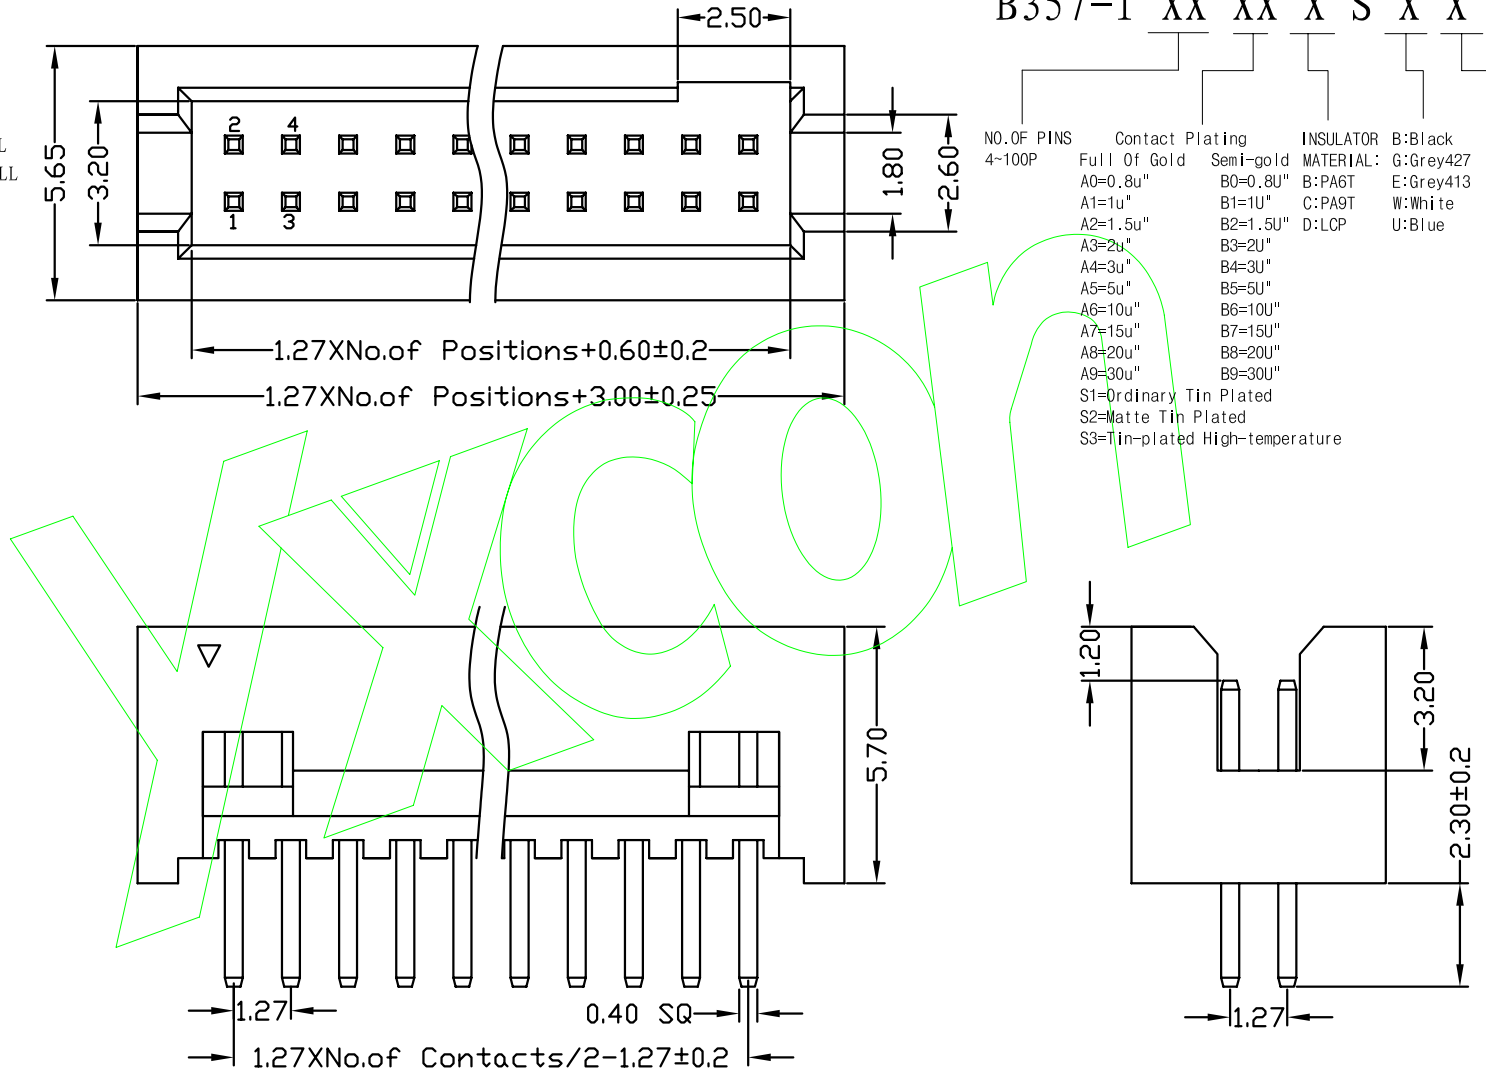 B357-1 XX XX X S X X
2.50
5.65
3.20
2 4
1 3
1.80
2.60
L
LL
1.27XNo.of Positions+0.60±0.2
1.27XNo.of Positions+3.00±0.25
NO.OF PINS
4~100P
Contact Plating
Full Of Gold Semi-gold
A0=0.8u" B0=0.8U"
A1=1u" B1=1U"
A2=1.5u" B2=1.5U"
A3=2u" B3=2U"
A4=3u" B4=3U"
A5=5u" B5=5U"
A6=10u" B6=10U"
A7=15u" B7=15U"
A8=20u" B8=20U"
A9=30u" B9=30U"
S1=Ordinary Tin Plated
S2=Matte Tin Plated
S3=Tin-plated High-temperature
INSULATOR
MATERIAL:
B:PA6T
C:PA9T
D:LCP
B:Black
G:Grey427
E:Grey413
W:White
U:Blue
YXcon
5.70
1.27
0.40 SQ
1.27XNo.of Contacts/2-1.27±0.2
1.20
3.20
2.30±0.2
1.27